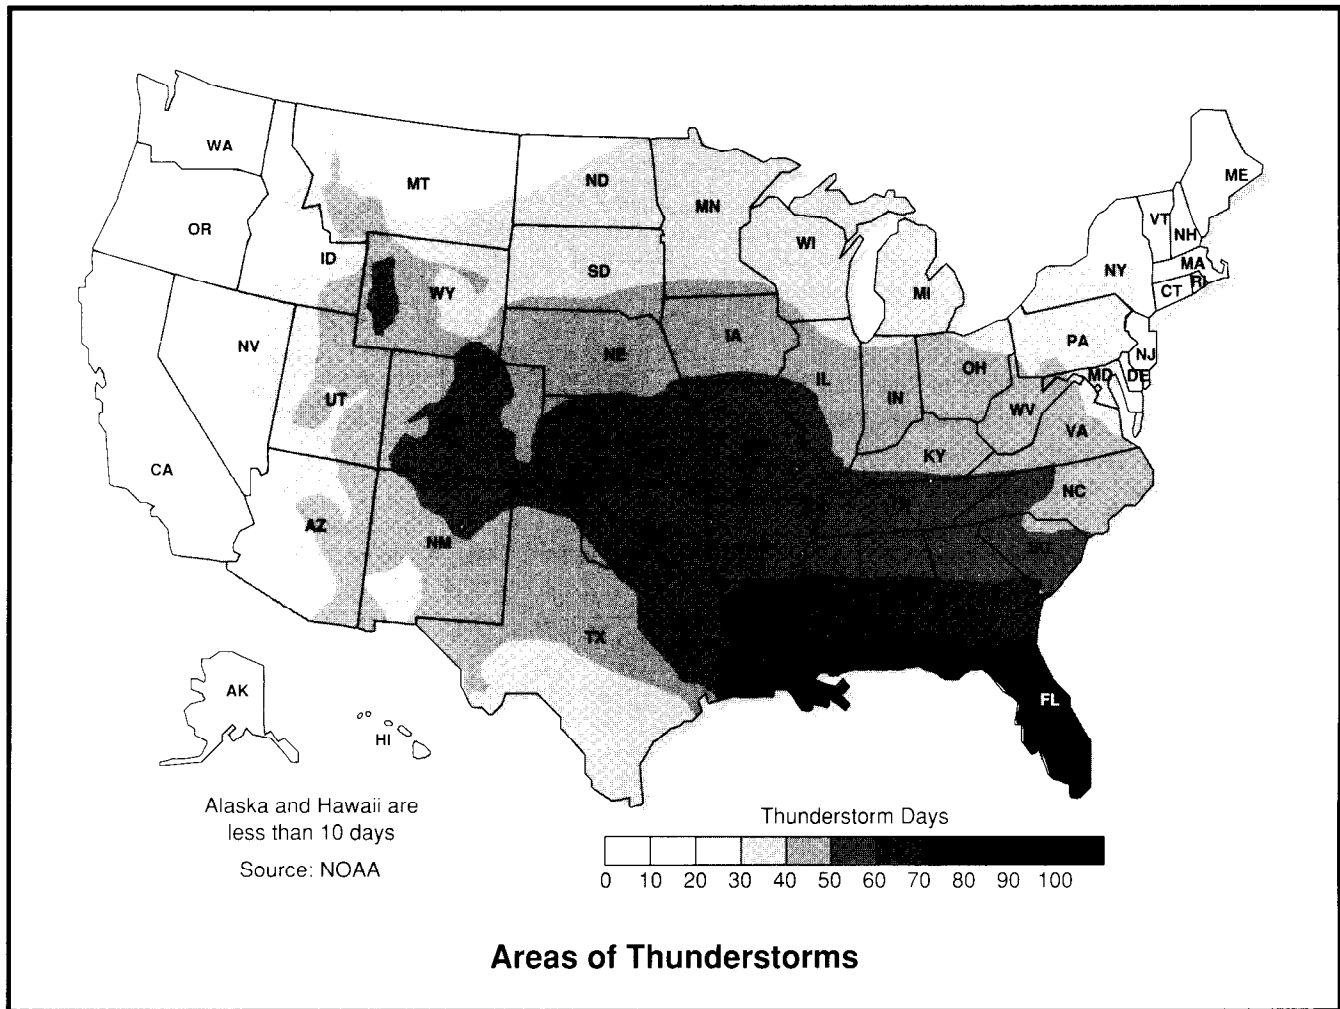 WA
MT
ND
MN
ME
OR
ID
WY
SD
WI
MI
NY
VT
NH
MA
CT
RI
NV
UT
NE
IA
IL
IN
OH
PA
NJ
MD
DE
WV
VA
KY
CA
AZ
NM
NC
TX
FL
AK
HI
Alaska and Hawaii are
less than 10 days
Source: NOAA
Thunderstorm Days
0 10 20 30 40 50 60 70 80 90 100
Areas of Thunderstorms